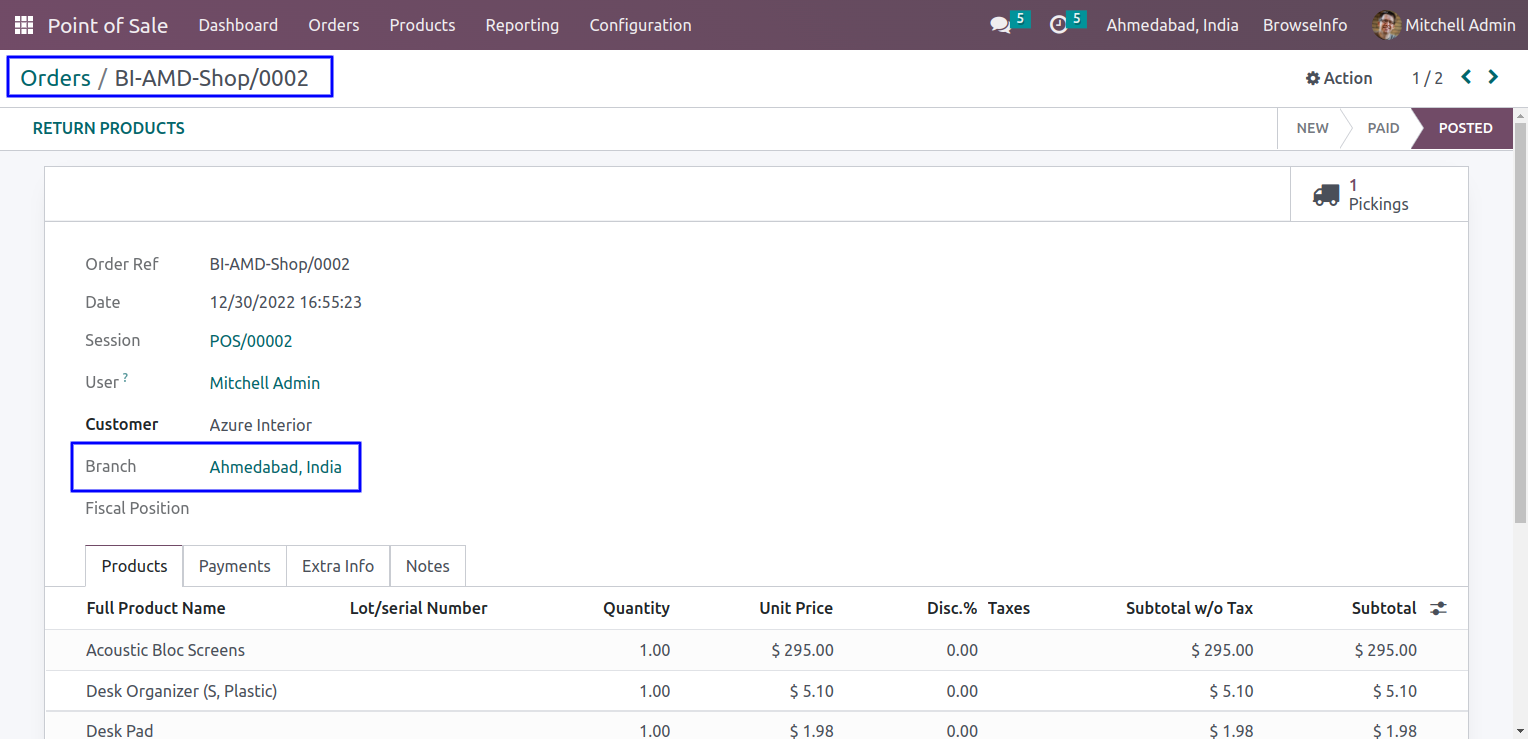 Point of Sale Dashboard Orders Products Reporting Configuration 5 5 Ahmedabad, India BrowseInfo Mitchell Admin
Orders / BI-AMD-Shop/0002 Action 1 / 2
RETURN PRODUCTS NEW PAID POSTED
1
Pickings
Order Ref BI-AMD-Shop/0002
Date 12/30/2022 16:55:23
Session POS/00002
User ? Mitchell Admin
Customer Azure Interior
Branch Ahmedabad, India
Fiscal Position
Products Payments Extra Info Notes
Full Product Name Lot/serial Number Quantity Unit Price Disc.% Taxes Subtotal w/o Tax Subtotal
Acoustic Bloc Screens 1.00 $ 295.00 0.00 $ 295.00 $ 295.00
Desk Organizer (S, Plastic) 1.00 $ 5.10 0.00 $ 5.10 $ 5.10
Desk Pad 1.00 $ 1.98 0.00 $ 1.98 $ 1.98